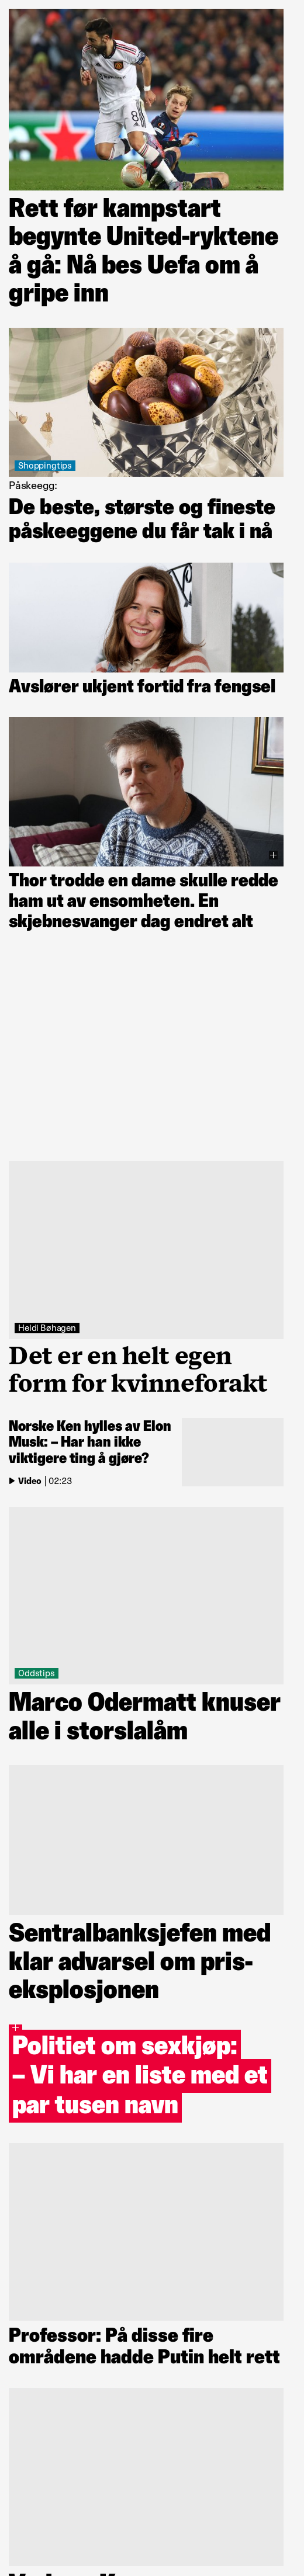 8
Rett før kampstart
begynte United-ryktene
å gå: Nå bes Uefa om å
gripe inn
Shoppingtips
Påskeegg:
De beste, største og fineste
påskeeggene du får tak i nå
Avslører ukjent fortid fra fengsel
Thor trodde en dame skulle redde
ham ut av ensomheten. En
skjebnesvanger dag endret alt
Heidi Bøhagen
Det er en helt egen
form for kvinneforakt
Norske Ken hylles av Elon
Musk: – Har han ikke
viktigere ting å gjøre?
Video | 02:23
Oddstips
Marco Odermatt knuser
alle i storslalåm
Sentralbanksjefen med
klar advarsel om pris-
eksplosjonen
Politiet om sexkjøp:
– Vi har en liste med et
par tusen navn
Professor: På disse fire
områdene hadde Putin helt rett